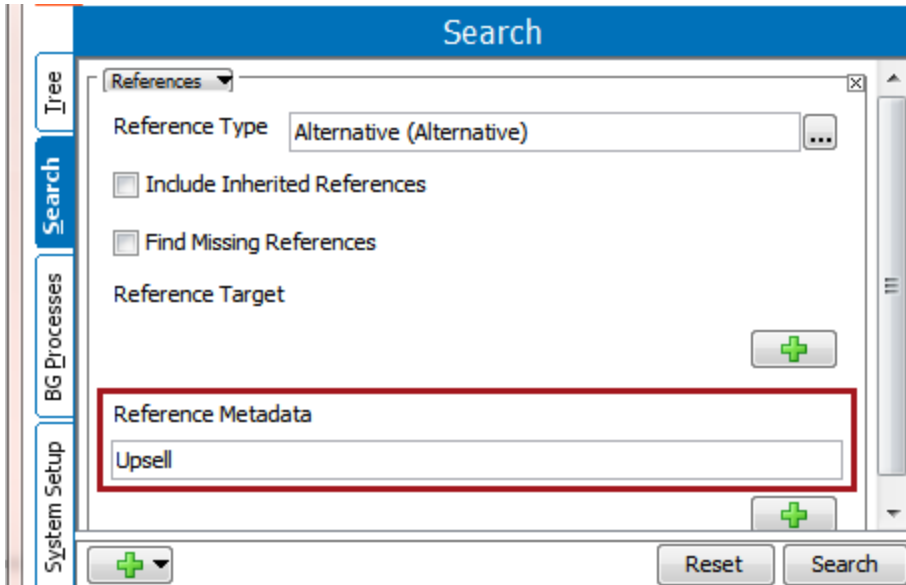 Search
Tree
Search
BG Processes
System Setup
References
Reference Type
Alternative (Alternative)
...
Include Inherited References
Find Missing References
Reference Target
Reference Metadata
Upsell
Reset
Search